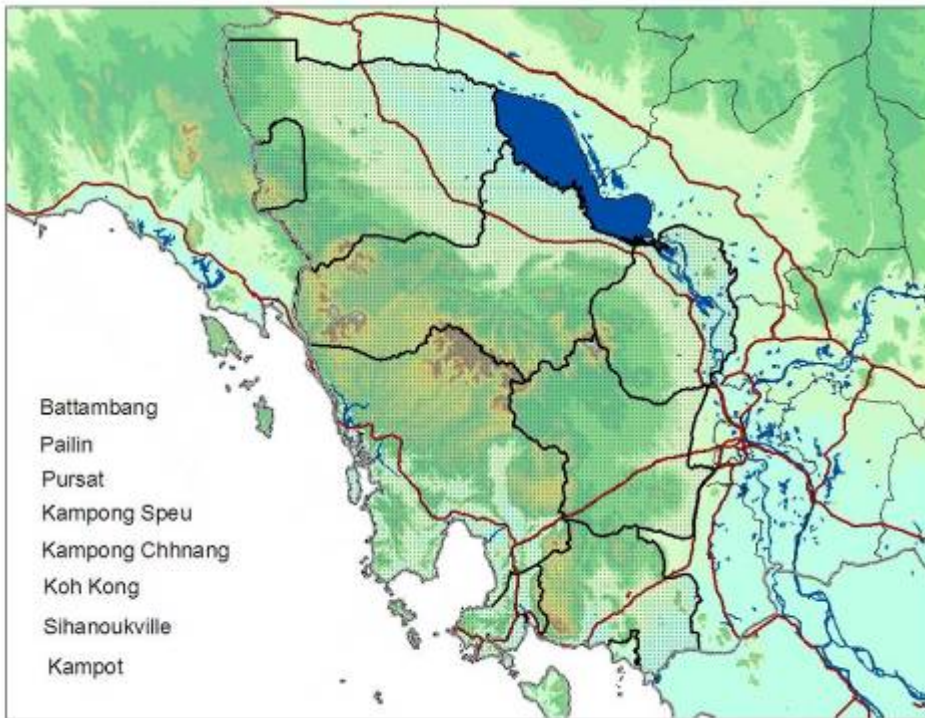 Battambang
Pailin
Pursat
Kampong Speu
Kampong Chhnang
Koh Kong
Sihanoukville
Kampot